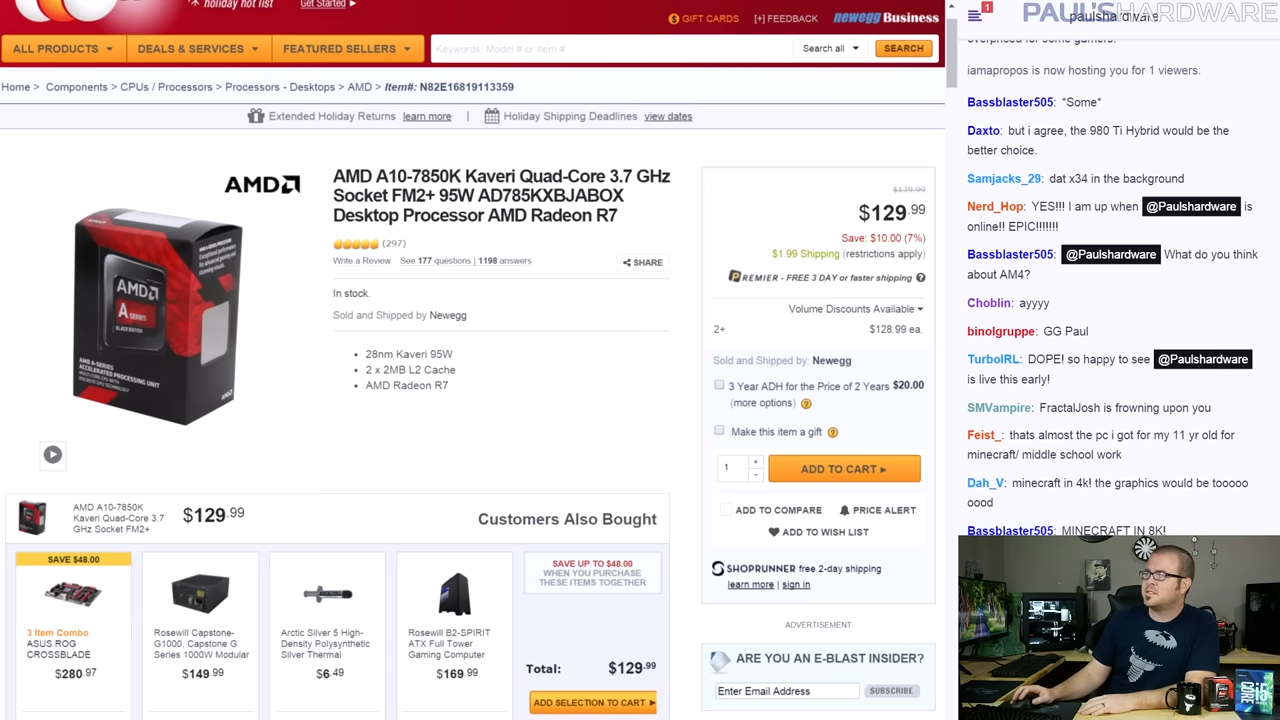 holiday hot list
Get Started
GIFT CARDS
[+] FEEDBACK
newegg Business
ALL PRODUCTS
DEALS & SERVICES
FEATURED SELLERS
Keywords, Model # or Item #
Search all
SEARCH
Home > Components > CPUs / Processors > Processors - Desktops > AMD > Item#: N82E16819113359
Extended Holiday Returns learn more | Holiday Shipping Deadlines view dates
AMD
AMD A10-7850K Kaveri Quad-Core 3.7 GHz
Socket FM2+ 95W AD785KXBJABOX
Desktop Processor AMD Radeon R7
(297)
Write a Review See 177 questions | 1198 answers
SHARE
In stock.
Sold and Shipped by Newegg
• 28nm Kaveri 95W
• 2 x 2MB L2 Cache
• AMD Radeon R7
$139.99
$129.99
Save: $10.00 (7%)
$1.99 Shipping (restrictions apply)
PREMIER - FREE 3 DAY or faster shipping
Volume Discounts Available
2+ $128.99 ea.
Sold and Shipped by: Newegg
3 Year ADH for the Price of 2 Years $20.00
(more options)
Make this item a gift
1
ADD TO CART
ADD TO COMPARE
PRICE ALERT
ADD TO WISH LIST
SHOPRUNNER free 2-day shipping
learn more | sign in
ADVERTISEMENT
ARE YOU AN E-BLAST INSIDER?
Enter Email Address
SUBSCRIBE
AMD A10-7850K
Kaveri Quad-Core 3.7
GHz Socket FM2+
$129.99
Customers Also Bought
SAVE $48.00
3 Item Combo
ASUS ROG
CROSSBLADE
$280.97
Rosewill Capstone-
G1000, Capstone G
Series 1000W Modular
$149.99
Arctic Silver 5 High-
Density Polysynthetic
Silver Thermal
$6.49
Rosewill B2-SPIRIT
ATX Full Tower
Gaming Computer
$169.99
SAVE UP TO $48.00
WHEN YOU PURCHASE
THESE ITEMS TOGETHER
Total: $129.99
ADD SELECTION TO CART
1
PAUL'SHARDWARE
paulshardware
overpriced for some gamers.
iamapropos is now hosting you for 1 viewers.
Bassblaster505: *Some*
Daxto: but i agree, the 980 Ti Hybrid would be the
better choice.
Samjacks_29: dat x34 in the background
Nerd_Hop: YES!!! I am up when @Paulshardware is
online!! EPIC!!!!!!!
Bassblaster505: @Paulshardware What do you think
about AM4?
Choblin: ayyyy
binolgruppe: GG Paul
TurboIRL: DOPE! so happy to see @Paulshardware
is live this early!
SMVampire: FractalJosh is frowning upon you
Feist_: thats almost the pc i got for my 11 yr old for
minecraft/ middle school work
Dah_V: minecraft in 4k! the graphics would be tooooo
oood
Bassblaster505: MINECRAFT IN 8K!